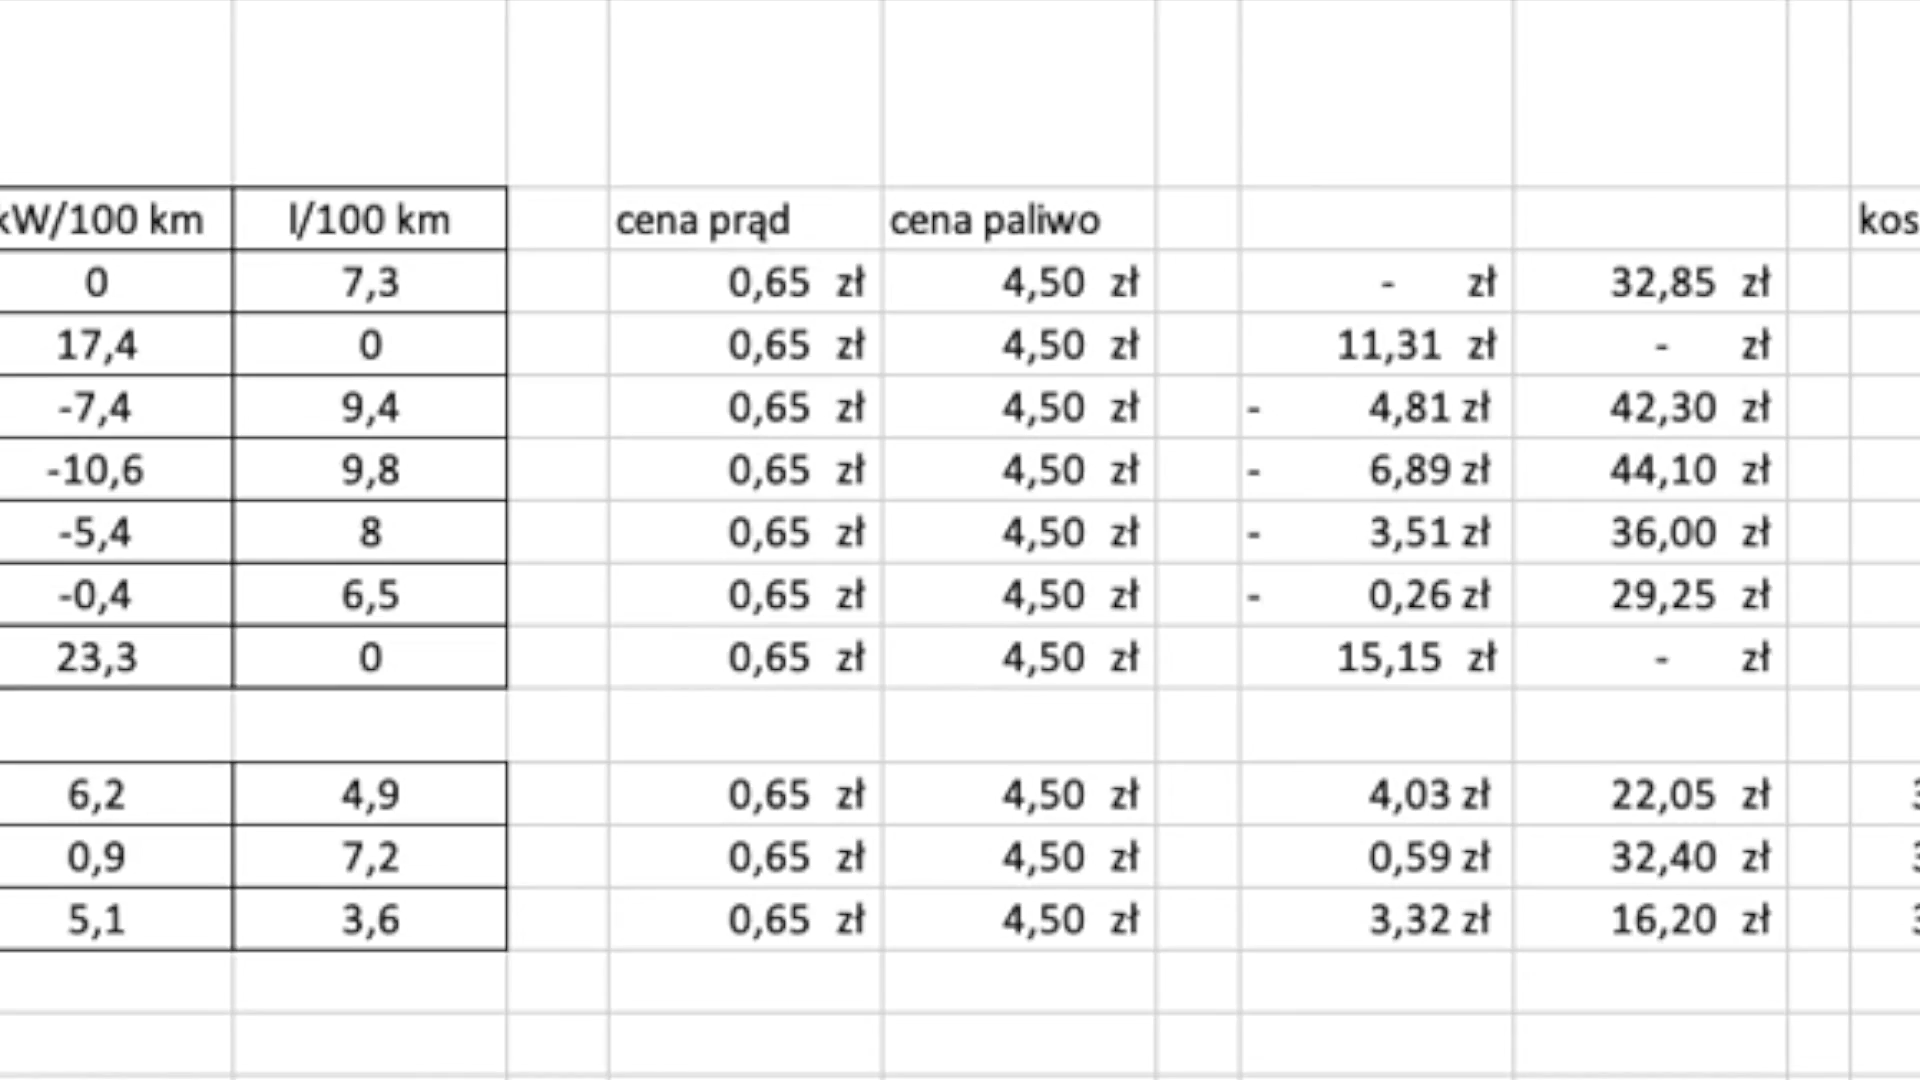 kW/100 km l/100 km cena prąd cena paliwo kos
0 7,3 0,65 zł 4,50 zł - zł 32,85 zł
17,4 0 0,65 zł 4,50 zł 11,31 zł - zł
-7,4 9,4 0,65 zł 4,50 zł - 4,81 zł 42,30 zł
-10,6 9,8 0,65 zł 4,50 zł - 6,89 zł 44,10 zł
-5,4 8 0,65 zł 4,50 zł - 3,51 zł 36,00 zł
-0,4 6,5 0,65 zł 4,50 zł - 0,26 zł 29,25 zł
23,3 0 0,65 zł 4,50 zł 15,15 zł - zł
6,2 4,9 0,65 zł 4,50 zł 4,03 zł 22,05 zł
0,9 7,2 0,65 zł 4,50 zł 0,59 zł 32,40 zł
5,1 3,6 0,65 zł 4,50 zł 3,32 zł 16,20 zł